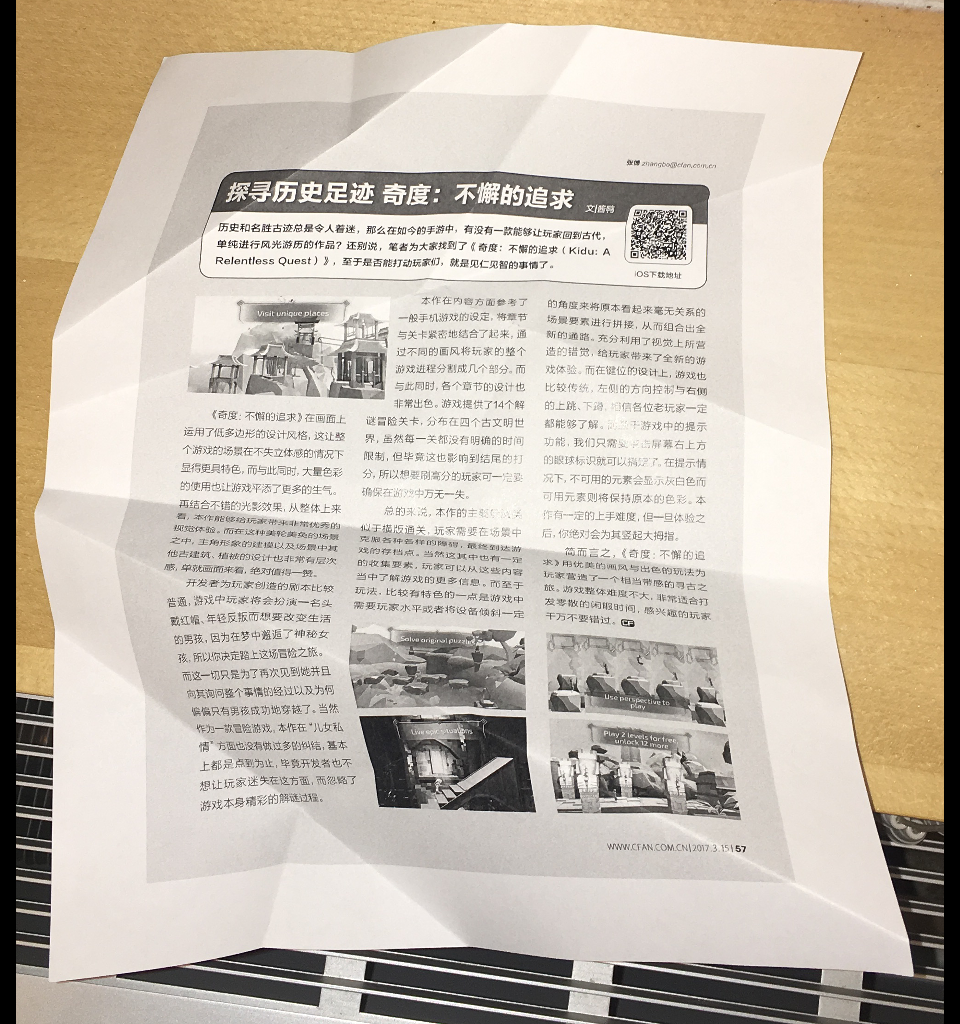 张博 zhangbo@cfan.com.cn
探寻历史足迹 奇度：不懈的追求
文|酱鸭
历史和名胜古迹总是令人着迷，那么在如今的手游中，有没有一款能够让玩家回到古代，
单纯进行风光游历的作品？还别说，笔者为大家找到了《奇度：不懈的追求（Kidu: A
Relentless Quest）》，至于是否能打动玩家们，就是见仁见智的事情了。
iOS下载地址
Visit unique places
《奇度：不懈的追求》在画面上
运用了低多边形的设计风格，这让整
个游戏的场景在不失立体感的情况下
显得更具特色，而与此同时，大量色彩
的使用也让游戏平添了更多的生气。
再结合不错的光影效果，从整体上来
看，本作能够给玩家带来非常优秀的
视觉体验。而在这种美轮美奂的场景
之中，主角形象的建模以及场景中其
他古建筑、植被的设计也非常有层次
感，单就画面而来看，绝对值得一赞。
开发者为玩家创造的剧本比较
普通，游戏中玩家将会扮演一名头
戴红帽、年轻反叛而想要改变生活
的男孩，因为在梦中邂逅了神秘女
孩，所以你决定踏上这场冒险之旅。
而这一切只是为了再次见到她并且
向其询问整个事情的经过以及为何
偏偏只有男孩成功地穿越了。当然
作为一款冒险游戏，本作在“儿女私
情”方面也没有做过多的纠结，基本
上都是点到为止，毕竟开发者也不
想让玩家迷失在这方面，而忽略了
游戏本身精彩的解谜过程。
本作在内容方面参考了
一般手机游戏的设定，将章节
与关卡紧密地结合了起来，通
过不同的画风将玩家的整个
游戏进程分割成几个部分。而
与此同时，各个章节的设计也
非常出色。游戏提供了14个解
谜冒险关卡，分布在四个古文明世
界，虽然每一关都没有明确的时间
限制，但毕竟这也影响到结尾的打
分，所以想要刷高分的玩家可一定要
确保在游戏中万无一失。
总的来说，本作的主要玩法类
似于横版通关，玩家需要在场景中
克服各种各样的障碍，最终到达游
戏的存档点。当然这其中也有一定
的收集要素，玩家可以从这些内容
当中了解游戏的更多信息。而至于
玩法，比较有特色的一点是游戏中
需要玩家水平或者将设备倾斜一定
的角度来将原本看起来毫无关系的
场景要素进行拼接，从而组合出全
新的通路。充分利用了视觉上所营
造的错觉，给玩家带来了全新的游
戏体验。而在键位的设计上，游戏也
比较传统，左侧的方向控制与右侧
的上跳、下蹲，相信各位老玩家一定
都能够了解。游戏中的提示
功能，我们只需要点击屏幕右上方
的眼球标识就可以搞定了。在提示情
况下，不可用的元素会显示灰白色而
可用元素则将保持原本的色彩。本
作有一定的上手难度，但一旦体验之
后，你绝对会为其竖起大拇指。
简而言之，《奇度：不懈的追
求》用优美的画风与出色的玩法为
玩家营造了一个相当带感的寻古之
旅。游戏整体难度不大，非常适合打
发零散的闲暇时间，感兴趣的玩家
千万不要错过。CF
Solve original puzzles
Use perspective to
play
Live epic situations
Play 2 levels for free,
unlock 12 more
WWW.CFAN.COM.CN|2017.3.15|57